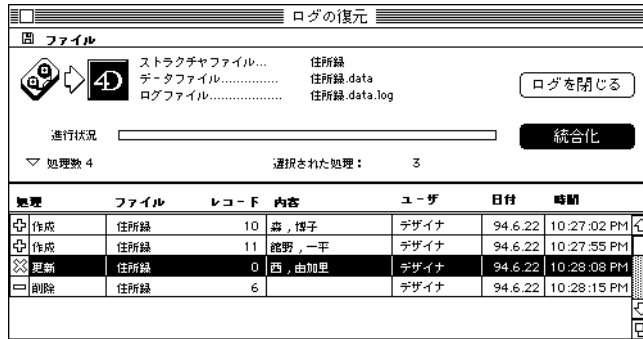 ログの復元
ファイル
ストラクチャファイル... 住所録
データファイル............... 住所録.data
ログファイル.................. 住所録.data.log
4D
ログを閉じる
進行状況
統合化
処理数 4 選択された処理： 3
処理 ファイル レコード 内容 ユーザ 日付 時間
作成 住所録 10 森 , 博子 デザイナ 94.6.22 10:27:02 PM
作成 住所録 11 舘野 , 一平 デザイナ 94.6.22 10:27:55 PM
更新 住所録 0 西 , 由加里 デザイナ 94.6.22 10:28:08 PM
削除 住所録 6 デザイナ 94.6.22 10:28:15 PM